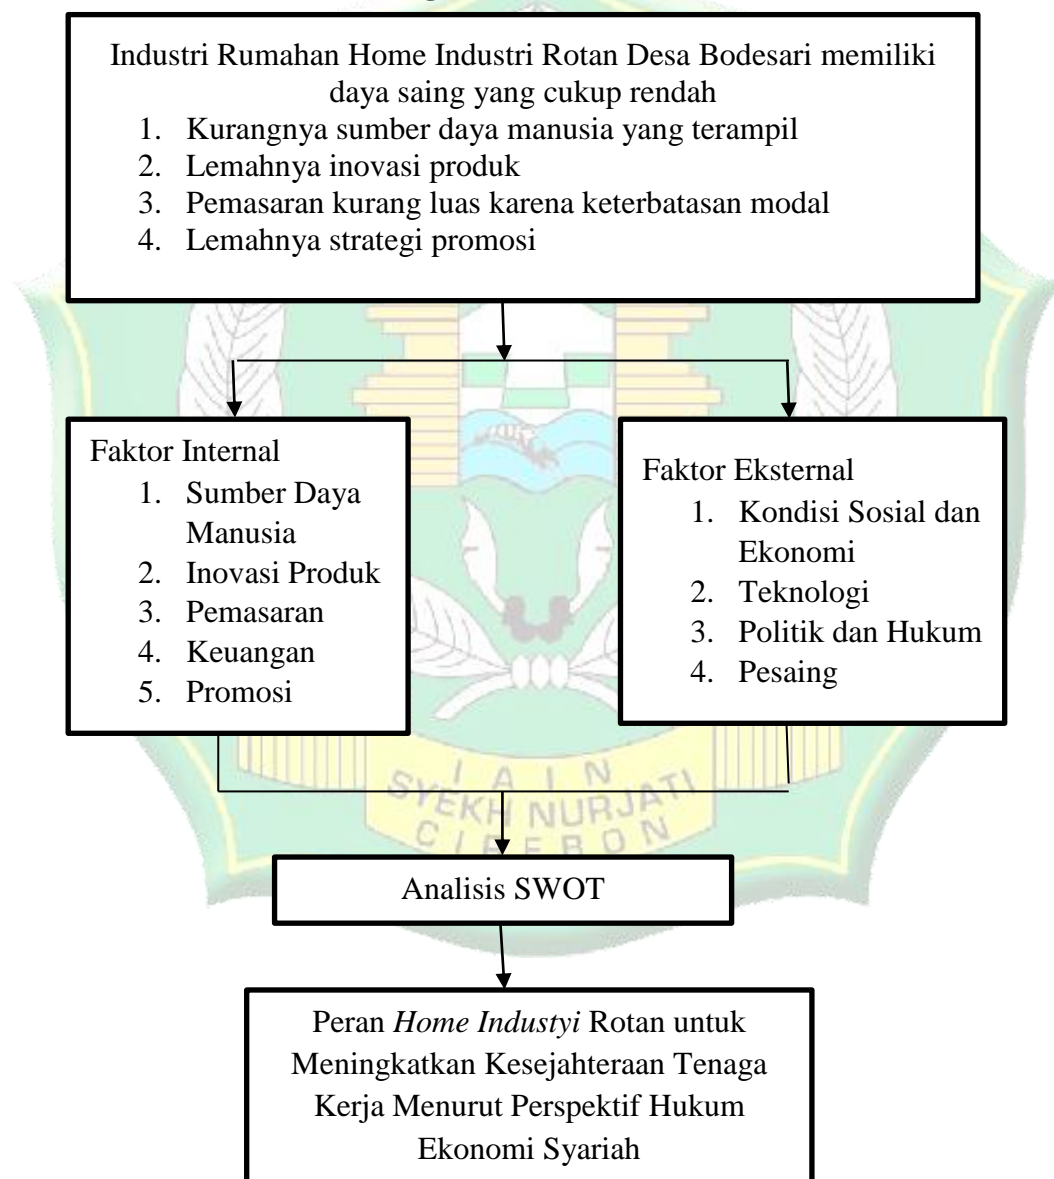 Industri Rumahan Home Industri Rotan Desa Bodesari memiliki
daya saing yang cukup rendah
1. Kurangnya sumber daya manusia yang terampil
2. Lemahnya inovasi produk
3. Pemasaran kurang luas karena keterbatasan modal
4. Lemahnya strategi promosi
Faktor Internal
1. Sumber Daya
Manusia
2. Inovasi Produk
3. Pemasaran
4. Keuangan
5. Promosi
Faktor Eksternal
1. Kondisi Sosial dan
Ekonomi
2. Teknologi
3. Politik dan Hukum
4. Pesaing
IAIN
SYEKH NURJATI
CIREBON
Analisis SWOT
Peran Home Industyi Rotan untuk
Meningkatkan Kesejahteraan Tenaga
Kerja Menurut Perspektif Hukum
Ekonomi Syariah